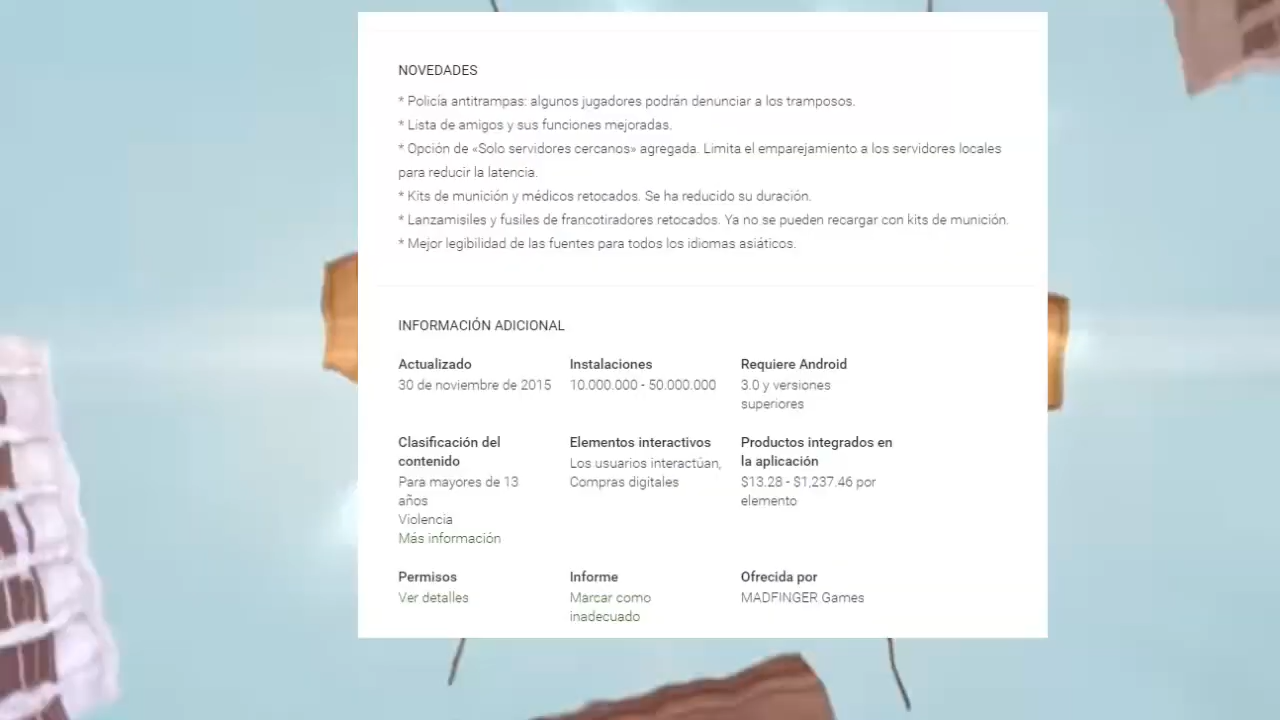 NOVEDADES
* Policía antitrampas: algunos jugadores podrán denunciar a los tramposos.
* Lista de amigos y sus funciones mejoradas.
* Opción de «Solo servidores cercanos» agregada. Limita el emparejamiento a los servidores locales
para reducir la latencia.
* Kits de munición y médicos retocados. Se ha reducido su duración.
* Lanzamisiles y fusiles de francotiradores retocados. Ya no se pueden recargar con kits de munición.
* Mejor legibilidad de las fuentes para todos los idiomas asiáticos.
INFORMACIÓN ADICIONAL
Actualizado
30 de noviembre de 2015
Instalaciones
10.000.000 - 50.000.000
Requiere Android
3.0 y versiones
superiores
Clasificación del
contenido
Para mayores de 13
años
Violencia
Más información
Elementos interactivos
Los usuarios interactúan,
Compras digitales
Productos integrados en
la aplicación
$13.28 - $1,237.46 por
elemento
Permisos
Ver detalles
Informe
Marcar como
inadecuado
Ofrecida por
MADFINGER Games